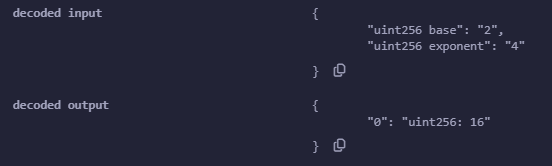 decoded input {
"uint256 base": "2",
"uint256 exponent": "4"
}
decoded output {
"0": "uint256: 16"
}